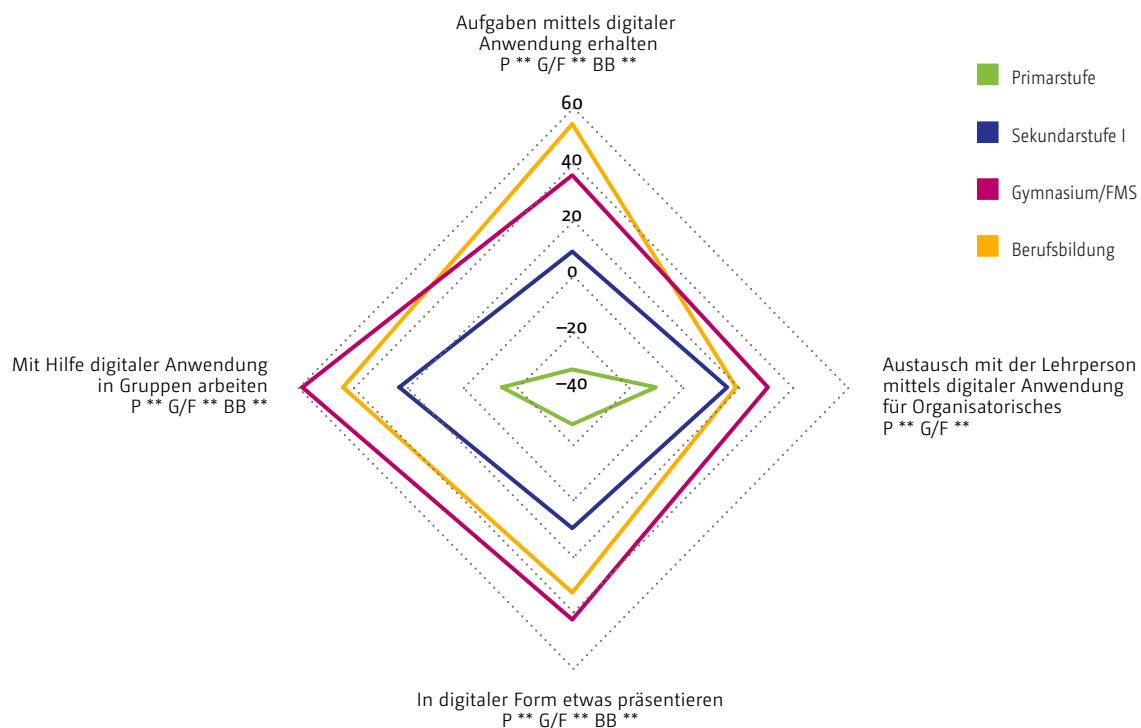 Aufgaben mittels digitaler
Anwendung erhalten
P ** G/F ** BB **
Primarstufe
Sekundarstufe I
Gymnasium/FMS
Berufsbildung
60
40
20
0
−20
−40
Mit Hilfe digitaler Anwendung
in Gruppen arbeiten
P ** G/F ** BB **
Austausch mit der Lehrperson
mittels digitaler Anwendung
für Organisatorisches
P ** G/F **
In digitaler Form etwas präsentieren
P ** G/F ** BB **